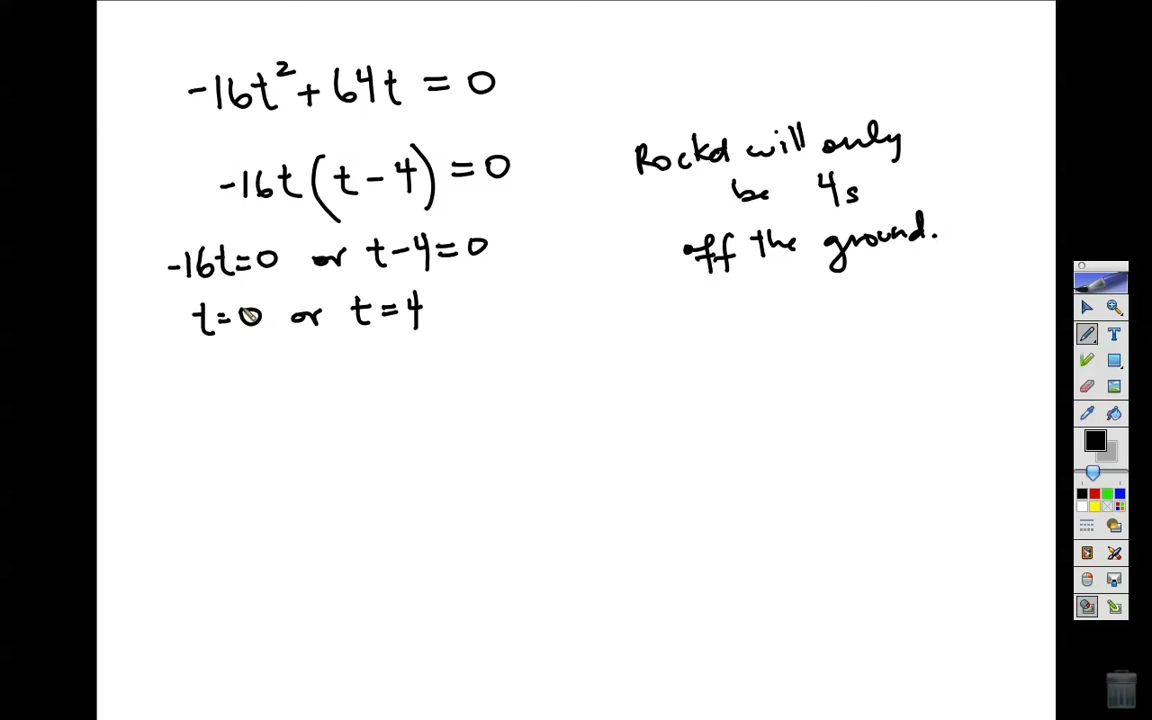 -16t² + 64t = 0
-16t(t - 4) = 0
-16t = 0 or t - 4 = 0
t = 0 or t = 4
Rocket will only
be 4s
off the ground.
T